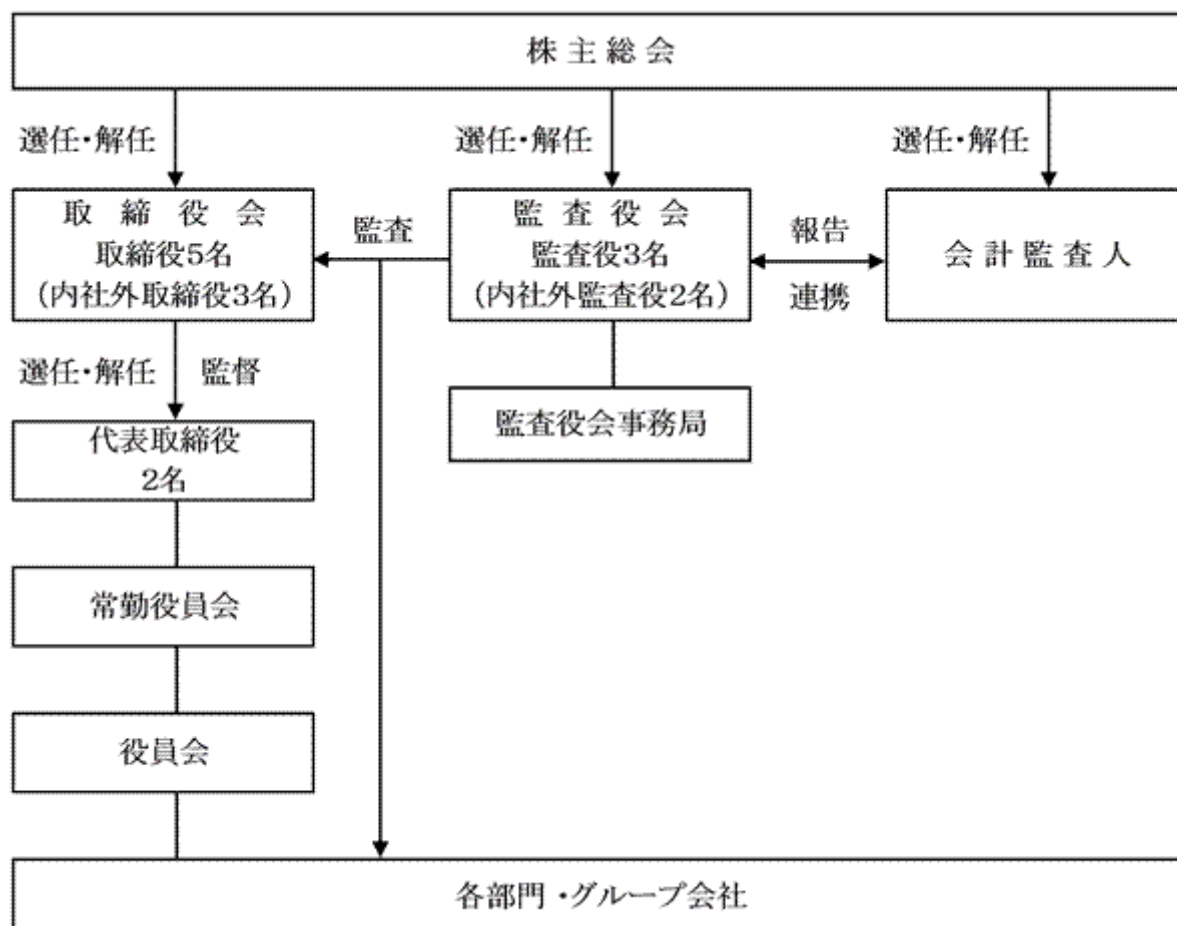 株主総会
選任・解任
選任・解任
選任・解任
取締役会
取締役5名
(内社外取締役3名)
監査
監査役会
監査役3名
(内社外監査役2名)
報告
連携
会計監査人
選任・解任
監督
監査役会事務局
代表取締役
2名
常勤役員会
役員会
各部門・グループ会社